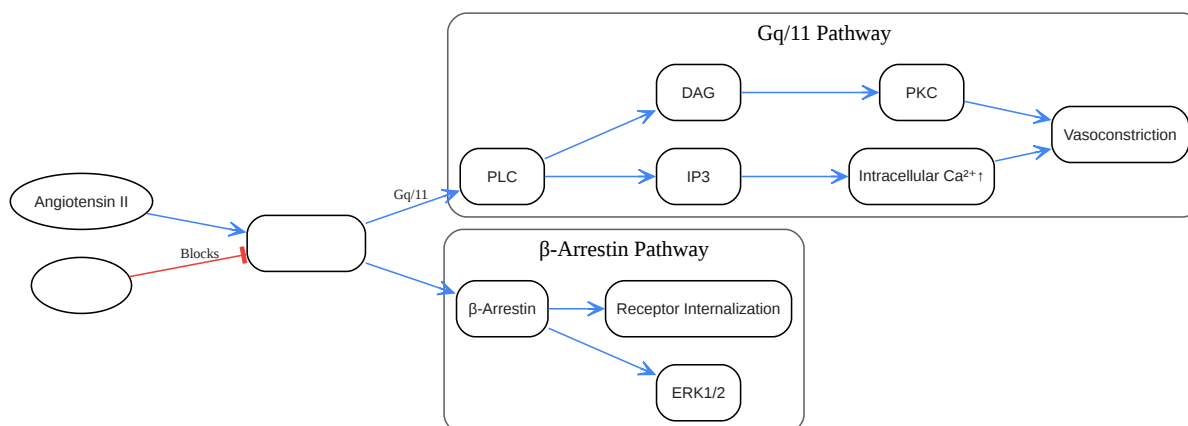 Gq/11 Pathway
DAG
PKC
Vasoconstriction
PLC
IP3
Intracellular Ca²⁺↑
Gq/11
Angiotensin II
Blocks
β-Arrestin Pathway
β-Arrestin
Receptor Internalization
ERK1/2